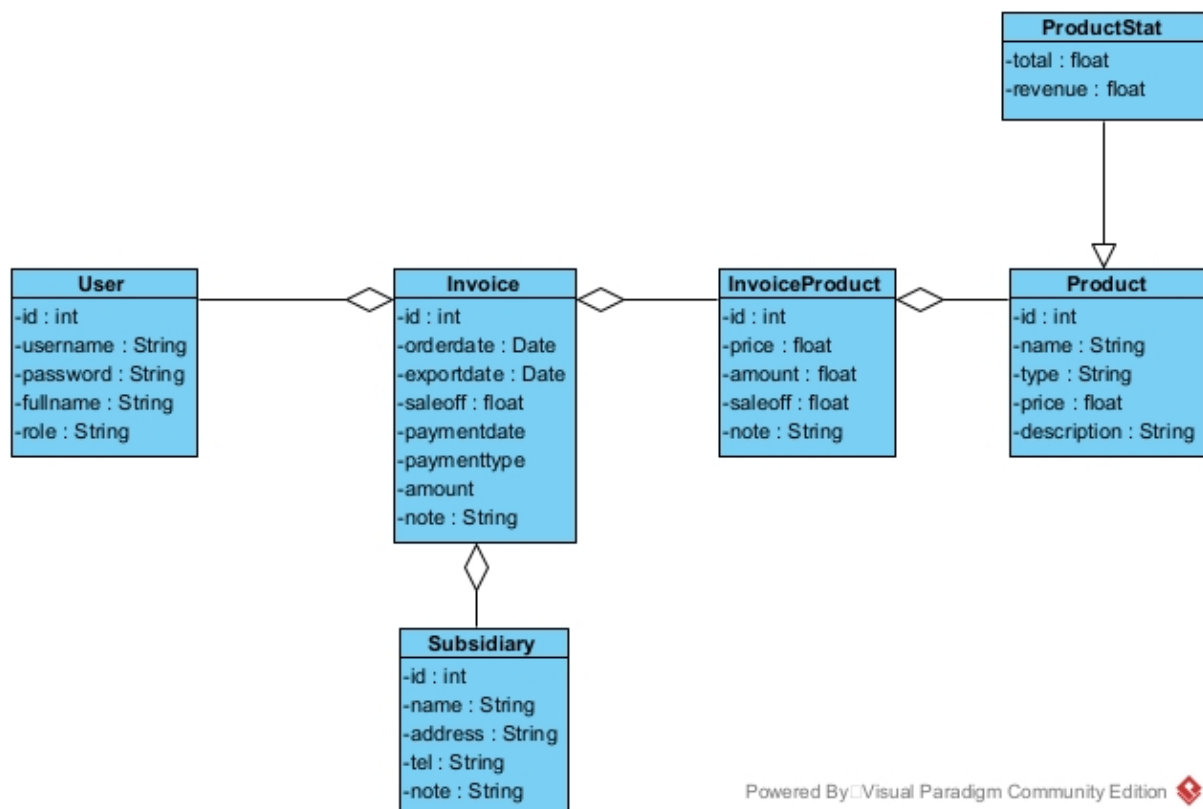 ProductStat
-total : float
-revenue : float
User
-id : int
-username : String
-password : String
-fullname : String
-role : String
Invoice
-id : int
-orderdate : Date
-exportdate : Date
-saleoff : float
-paymentdate
-paymenttype
-amount
-note : String
InvoiceProduct
-id : int
-price : float
-amount : float
-saleoff : float
-note : String
Product
-id : int
-name : String
-type : String
-price : float
-description : String
Subsidiary
-id : int
-name : String
-address : String
-tel : String
-note : String
Powered By Visual Paradigm Community Edition